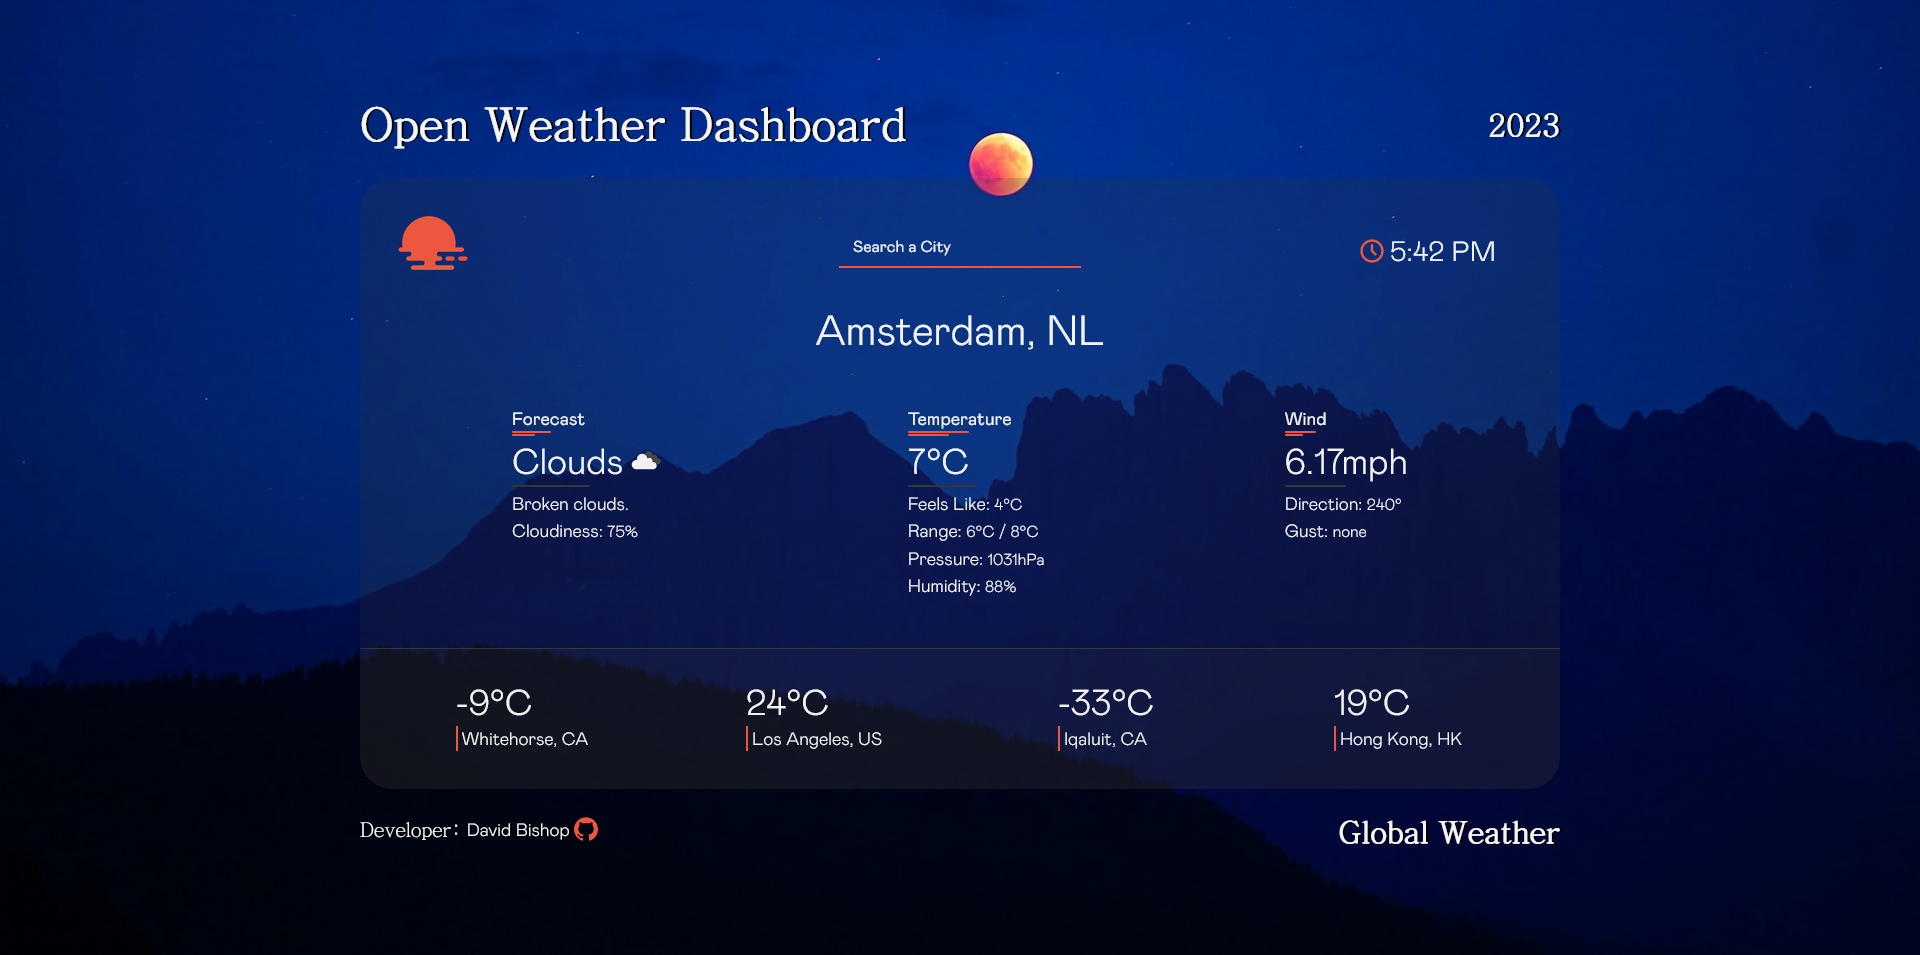 Open Weather Dashboard
2023
Search a City
5:42 PM
Amsterdam, NL
Forecast
Clouds
Broken clouds.
Cloudiness: 75%
Temperature
7°C
Feels Like: 4°C
Range: 6°C / 8°C
Pressure: 1031hPa
Humidity: 88%
Wind
6.17mph
Direction: 240°
Gust: none
-9°C
Whitehorse, CA
24°C
Los Angeles, US
-33°C
Iqaluit, CA
19°C
Hong Kong, HK
Developer: David Bishop
Global Weather